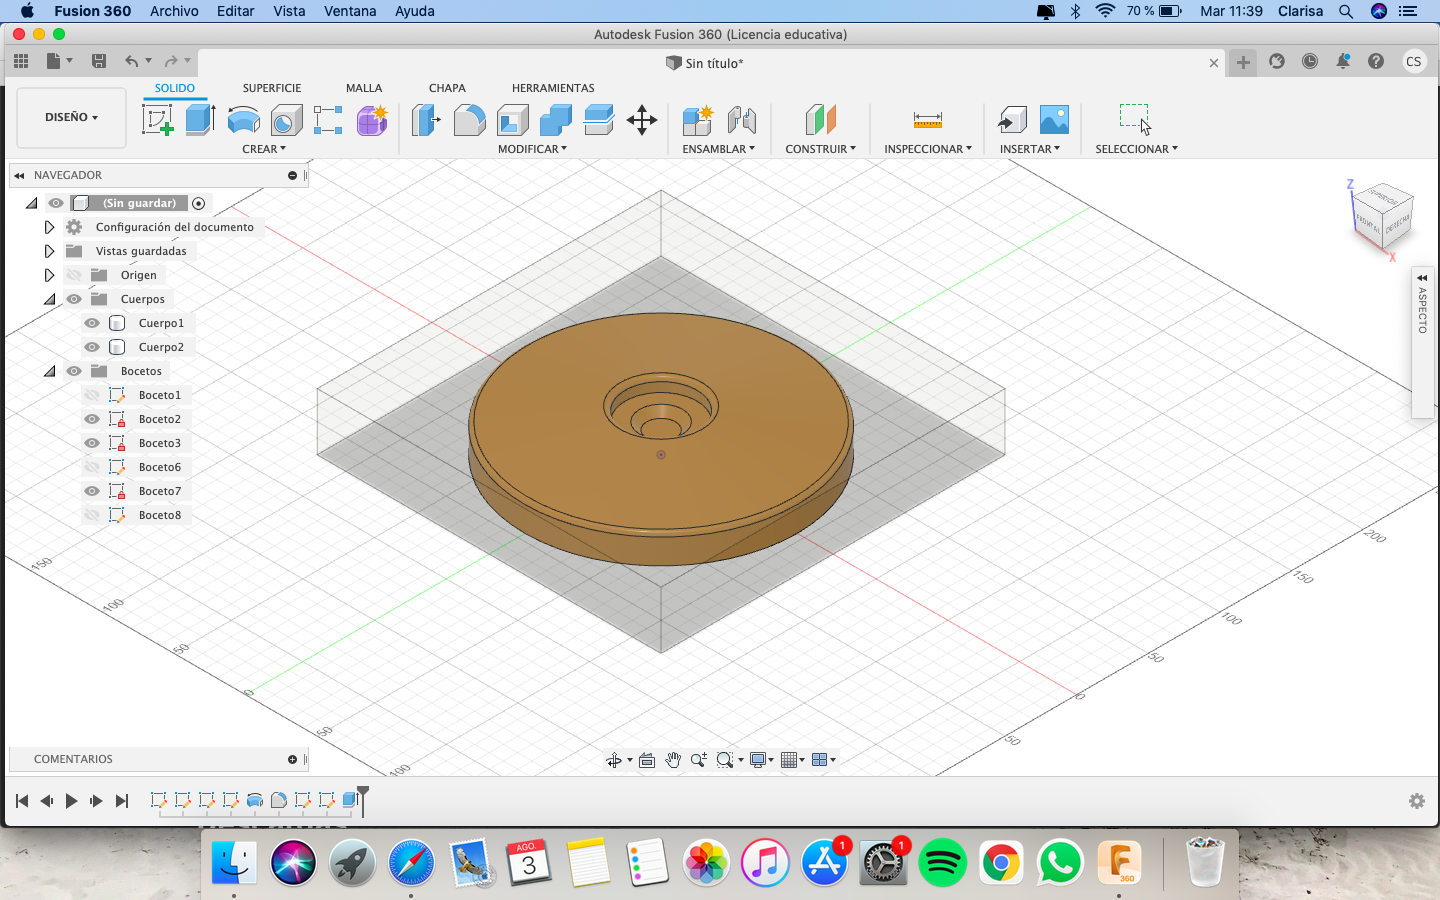 Fusion 360 Archivo Editar Vista Ventana Ayuda 70 % Mar 11:39 Clarisa
Autodesk Fusion 360 (Licencia educativa)
Sin título* CS
DISEÑO
SOLIDO SUPERFICIE MALLA CHAPA HERRAMIENTAS
CREAR MODIFICAR ENSAMBLAR CONSTRUIR INSPECCIONAR INSERTAR SELECCIONAR
NAVEGADOR
(Sin guardar)
Configuración del documento
Vistas guardadas
Origen
Cuerpos
Cuerpo1
Cuerpo2
Bocetos
Boceto1
Boceto2
Boceto3
Boceto6
Boceto7
Boceto8
Z
SUPERIOR
FRONTAL DERECHA
X
ASPECTO
150
100
50
0
50
100
200
150
100
50
0
50
COMENTARIOS
AGO.
3
1
1
360